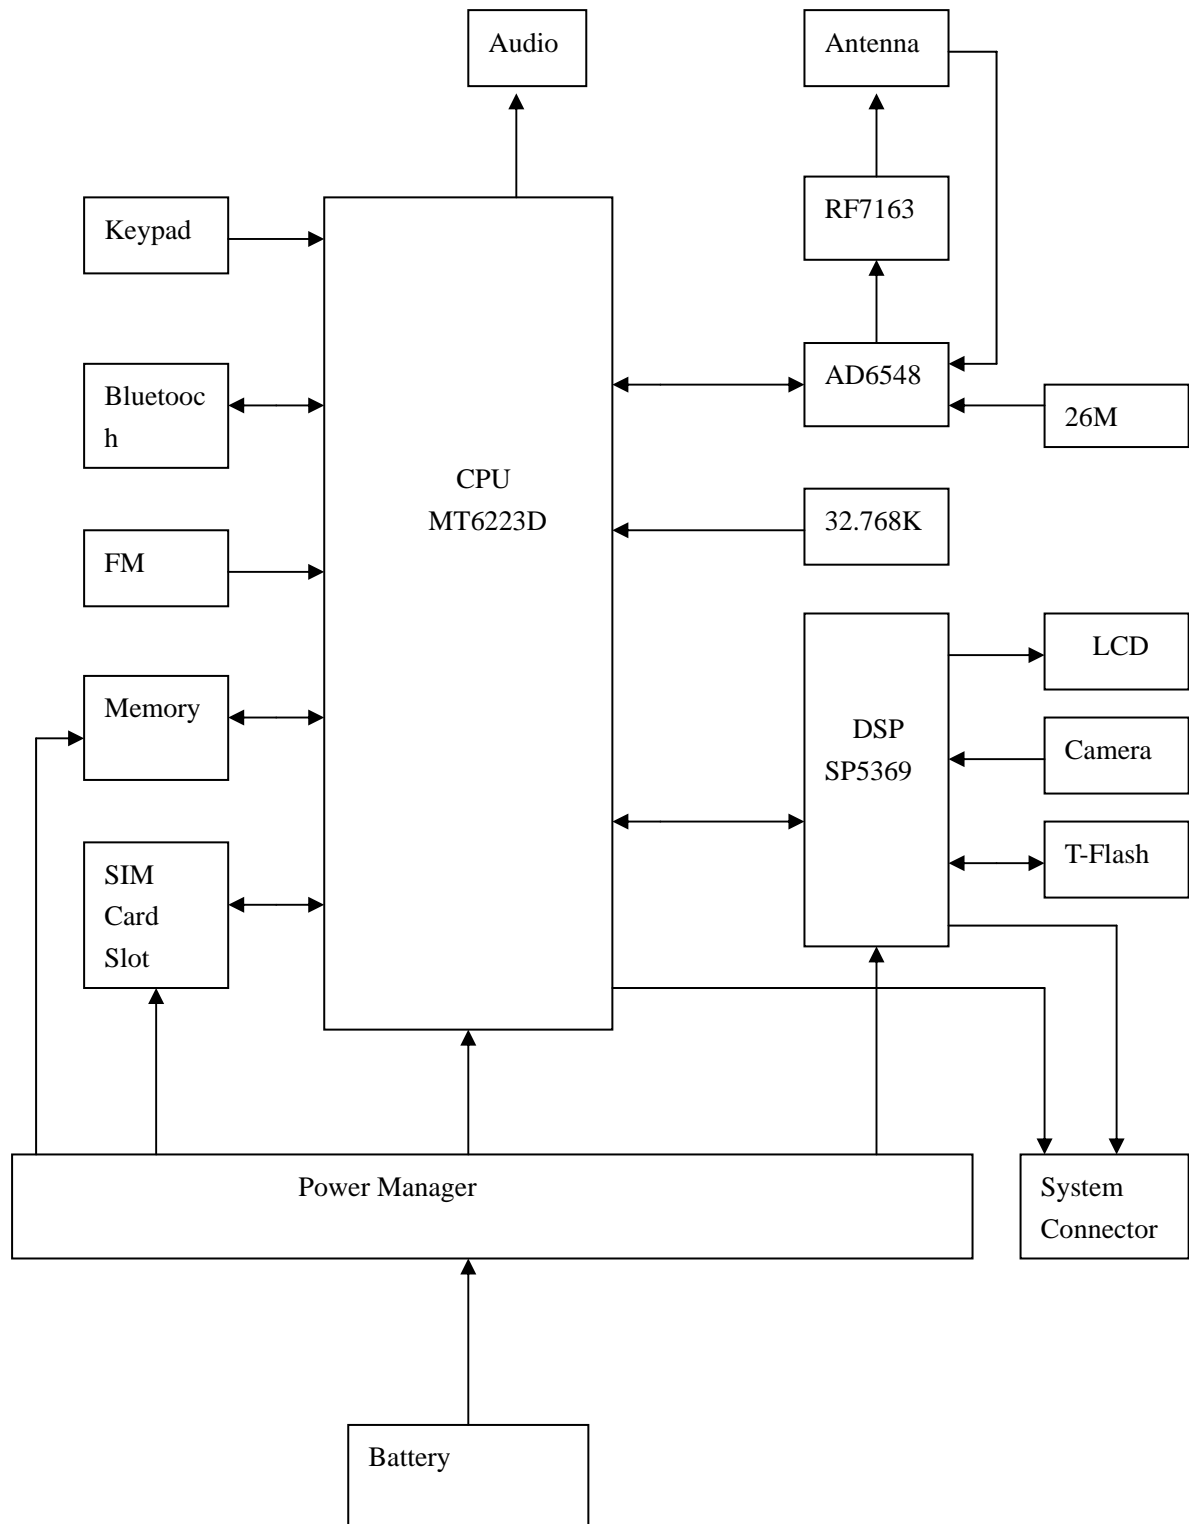 Audio
Antenna
RF7163
Keypad
AD6548
Bluetooc
h
26M
CPU
MT6223D
32.768K
FM
LCD
Memory
DSP
SP5369
Camera
SIM
Card
Slot
T-Flash
Power Manager
System
Connector
Battery